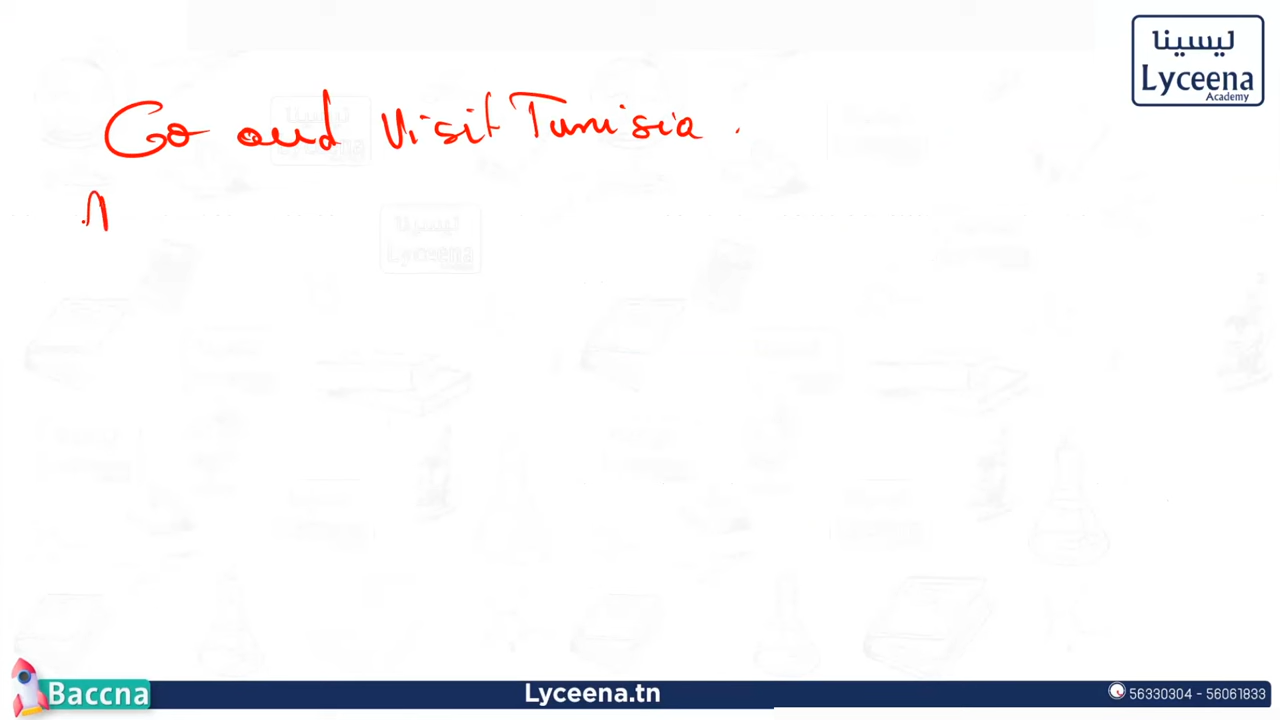 ليسينا
Lyceena
Academy
Go and visit Tunisia .
Baccna
Lyceena.tn
56330304 - 56061833